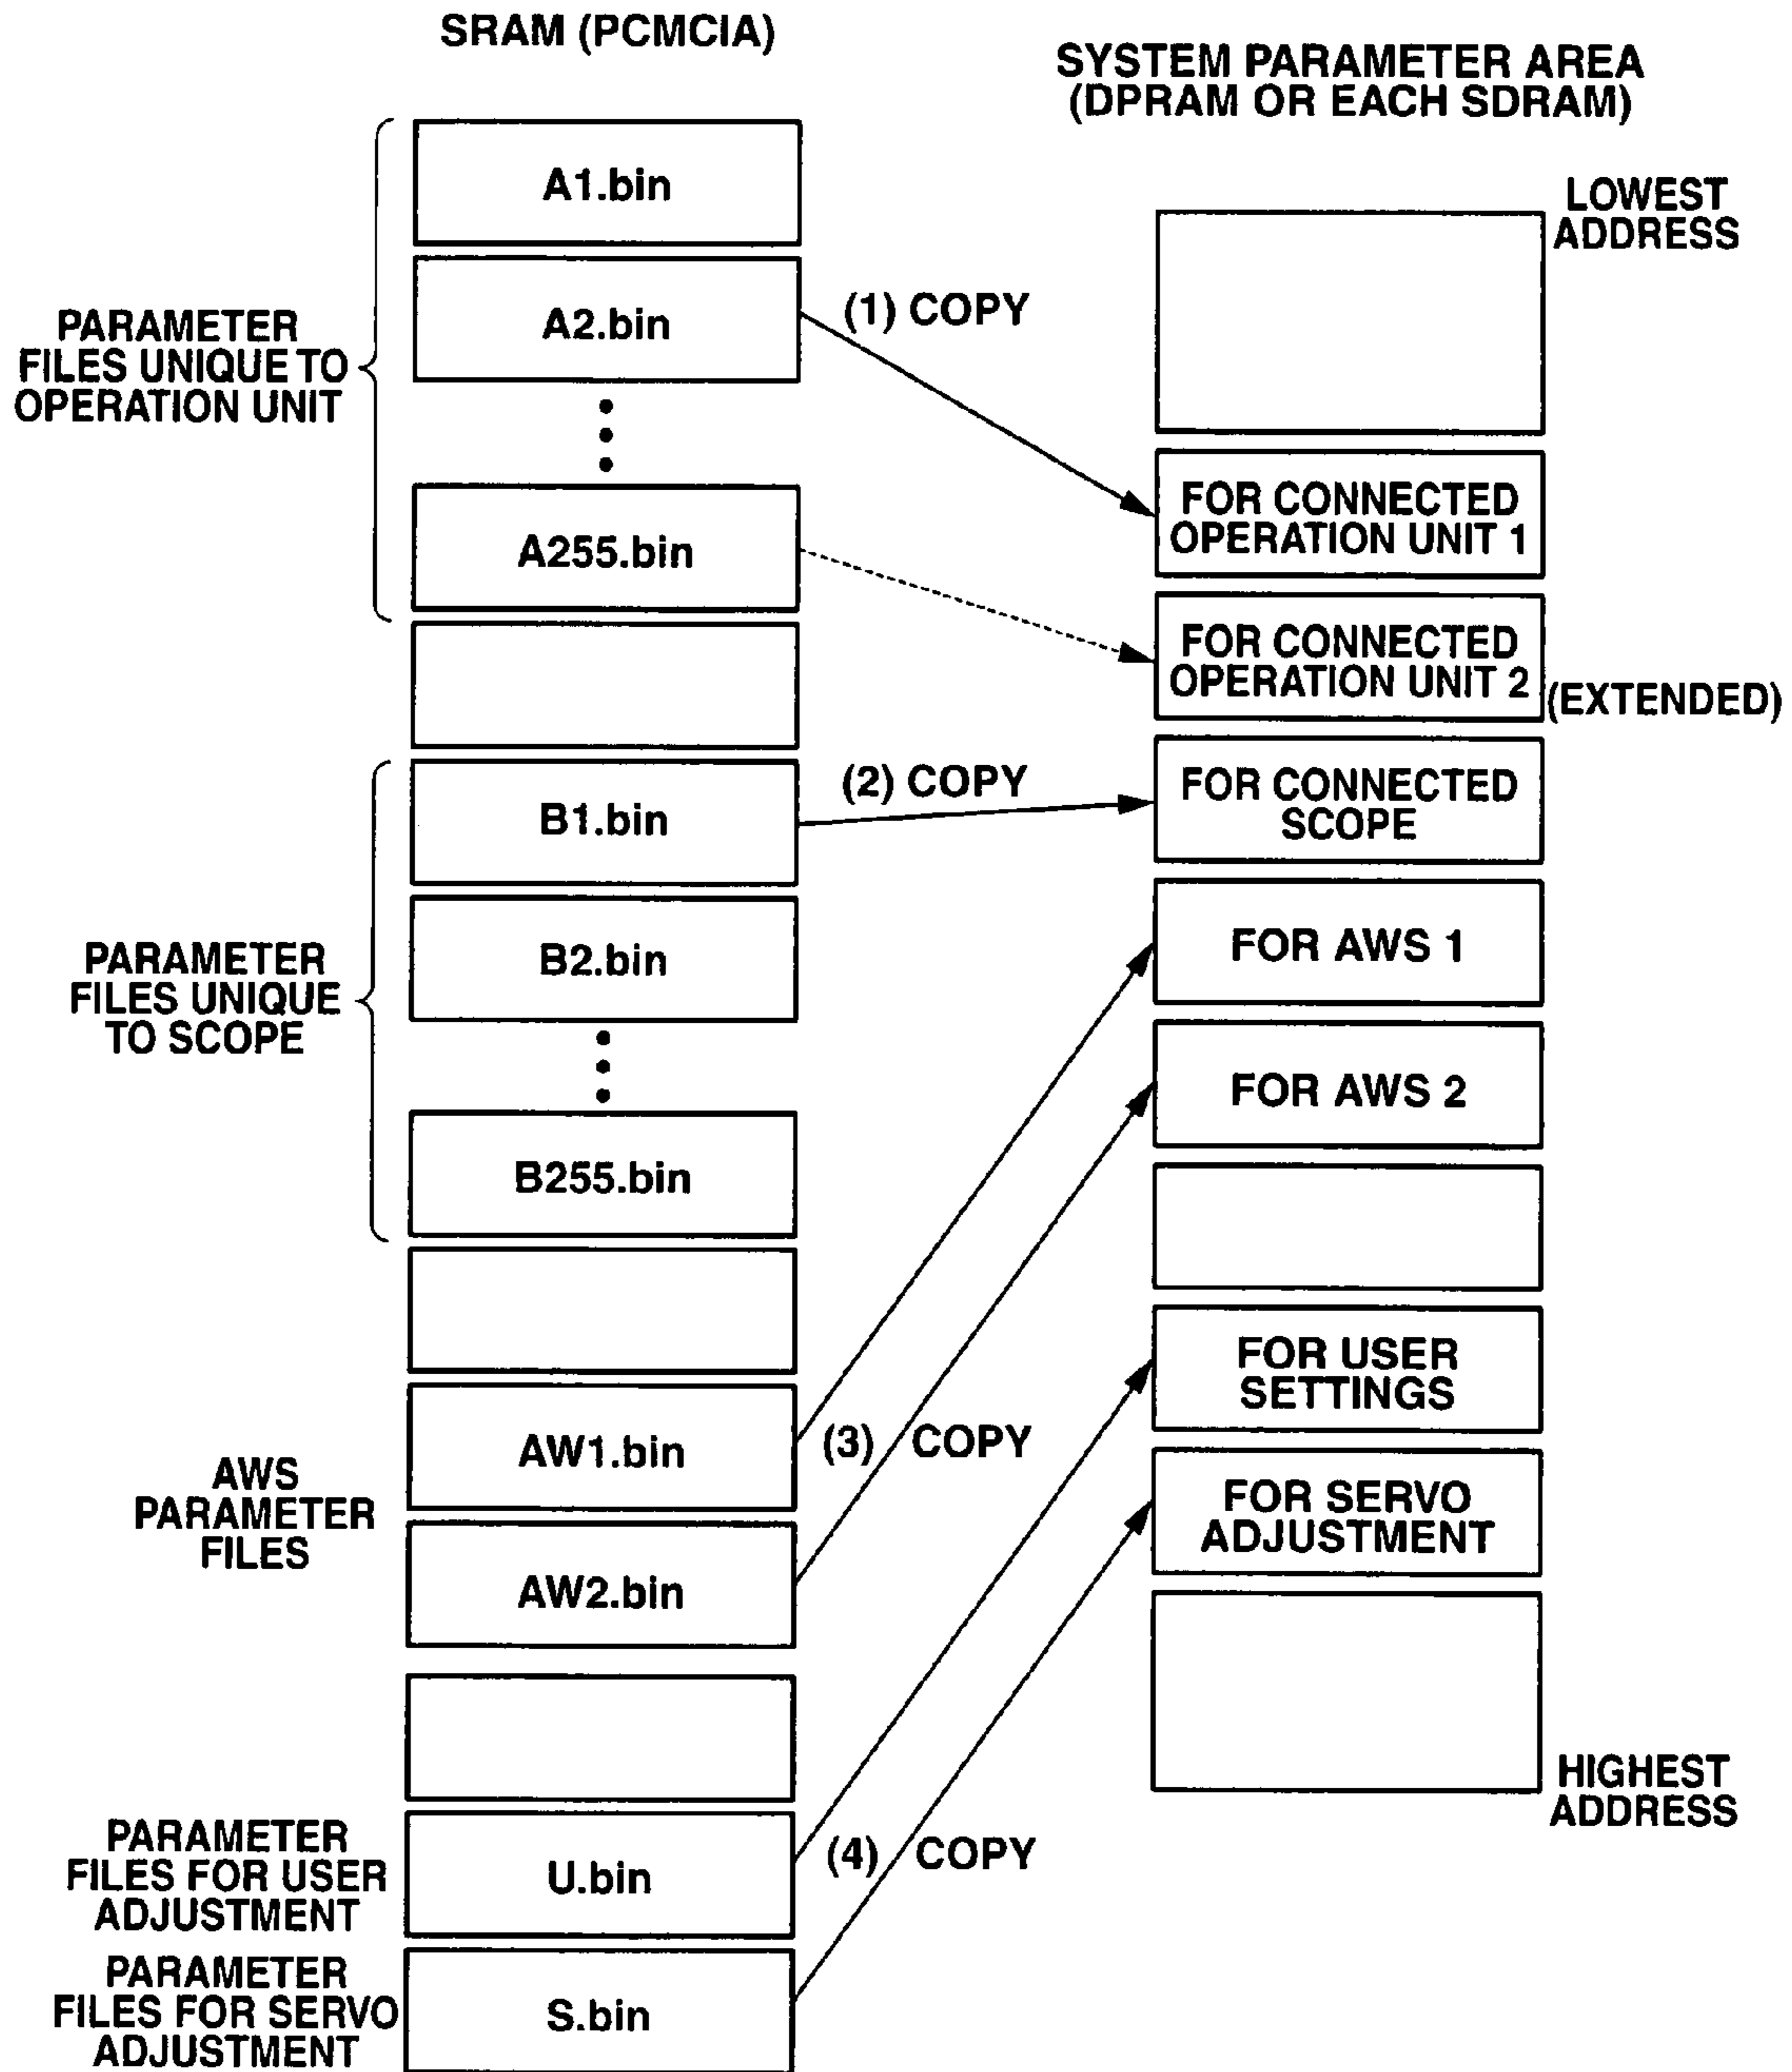 SRAM (PCMCIA)
SYSTEM PARAMETER AREA
(DPRAM OR EACH SDRAM)
A1.bin
LOWEST
ADDRESS
PARAMETER
FILES UNIQUE TO
OPERATION UNIT
A2.bin
(1) COPY
A255.bin
FOR CONNECTED
OPERATION UNIT 1
FOR CONNECTED
OPERATION UNIT 2
(EXTENDED)
B1.bin
(2) COPY
FOR CONNECTED
SCOPE
PARAMETER
FILES UNIQUE
TO SCOPE
B2.bin
FOR AWS 1
FOR AWS 2
B255.bin
FOR USER
SETTINGS
AWS
PARAMETER
FILES
AW1.bin
(3) COPY
AW2.bin
FOR SERVO
ADJUSTMENT
HIGHEST
ADDRESS
PARAMETER
FILES FOR USER
ADJUSTMENT
U.bin
(4) COPY
PARAMETER
FILES FOR SERVO
ADJUSTMENT
S.bin